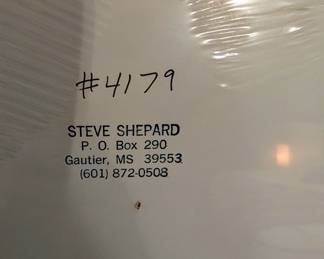 #4179
STEVE SHEPARD
P. O. Box 290
Gautier, MS 39553
(601) 872-0508